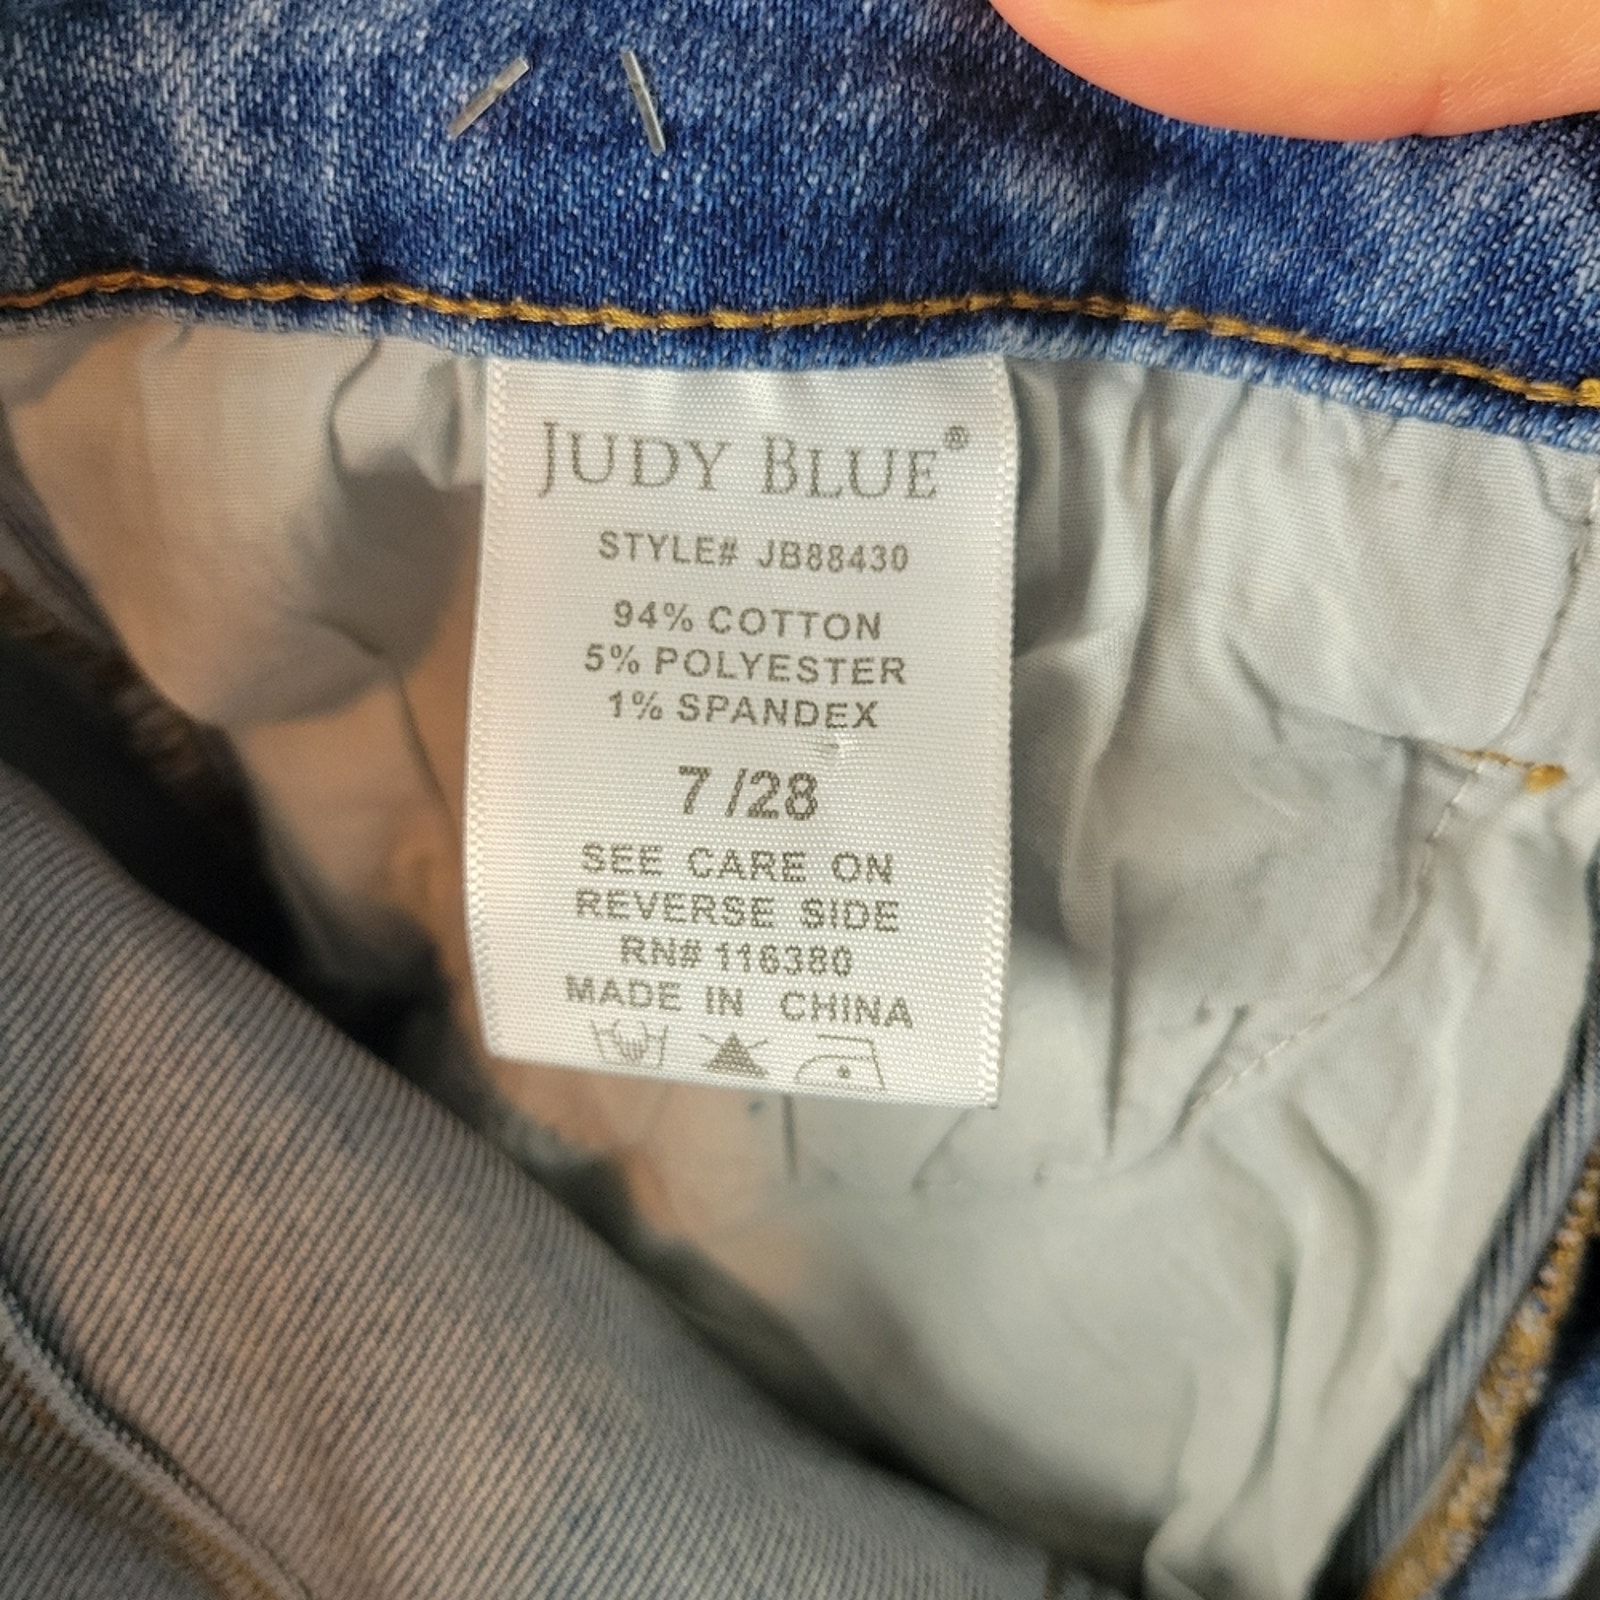 JUDY BLUE®
STYLE# JB88430
94% COTTON
5% POLYESTER
1% SPANDEX
7 /28
SEE CARE ON
REVERSE SIDE
RN# 116380
MADE IN CHINA